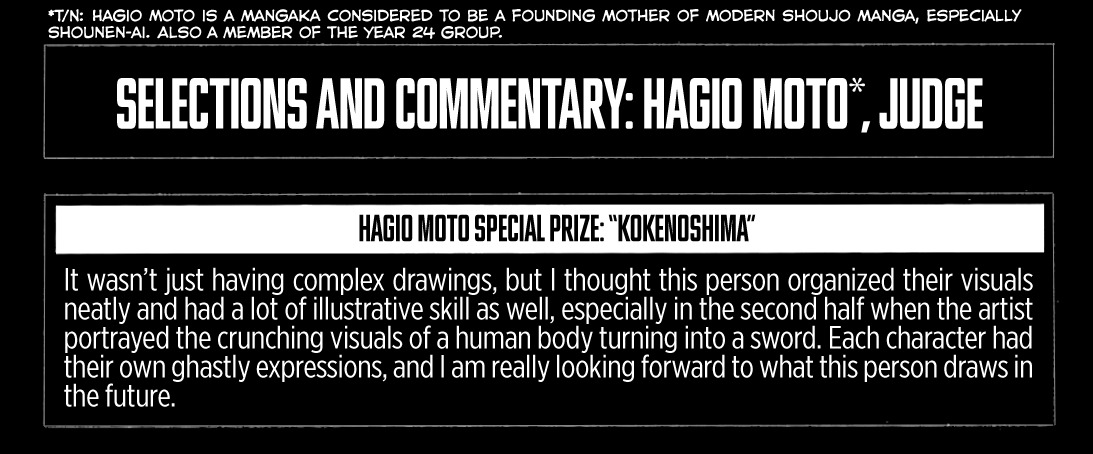 *T/N: HAGIO MOTO IS A MANGAKA CONSIDERED TO BE A FOUNDING MOTHER OF MODERN SHOUJO MANGA, ESPECIALLY
SHOUNEN-AI. ALSO A MEMBER OF THE YEAR 24 GROUP.
SELECTIONS AND COMMENTARY: HAGIO MOTO*, JUDGE
HAGIO MOTO SPECIAL PRIZE: “KOKENOSHIMA”
It wasn’t just having complex drawings, but I thought this person organized their visuals
neatly and had a lot of illustrative skill as well, especially in the second half when the artist
portrayed the crunching visuals of a human body turning into a sword. Each character had
their own ghastly expressions, and I am really looking forward to what this person draws in
the future.